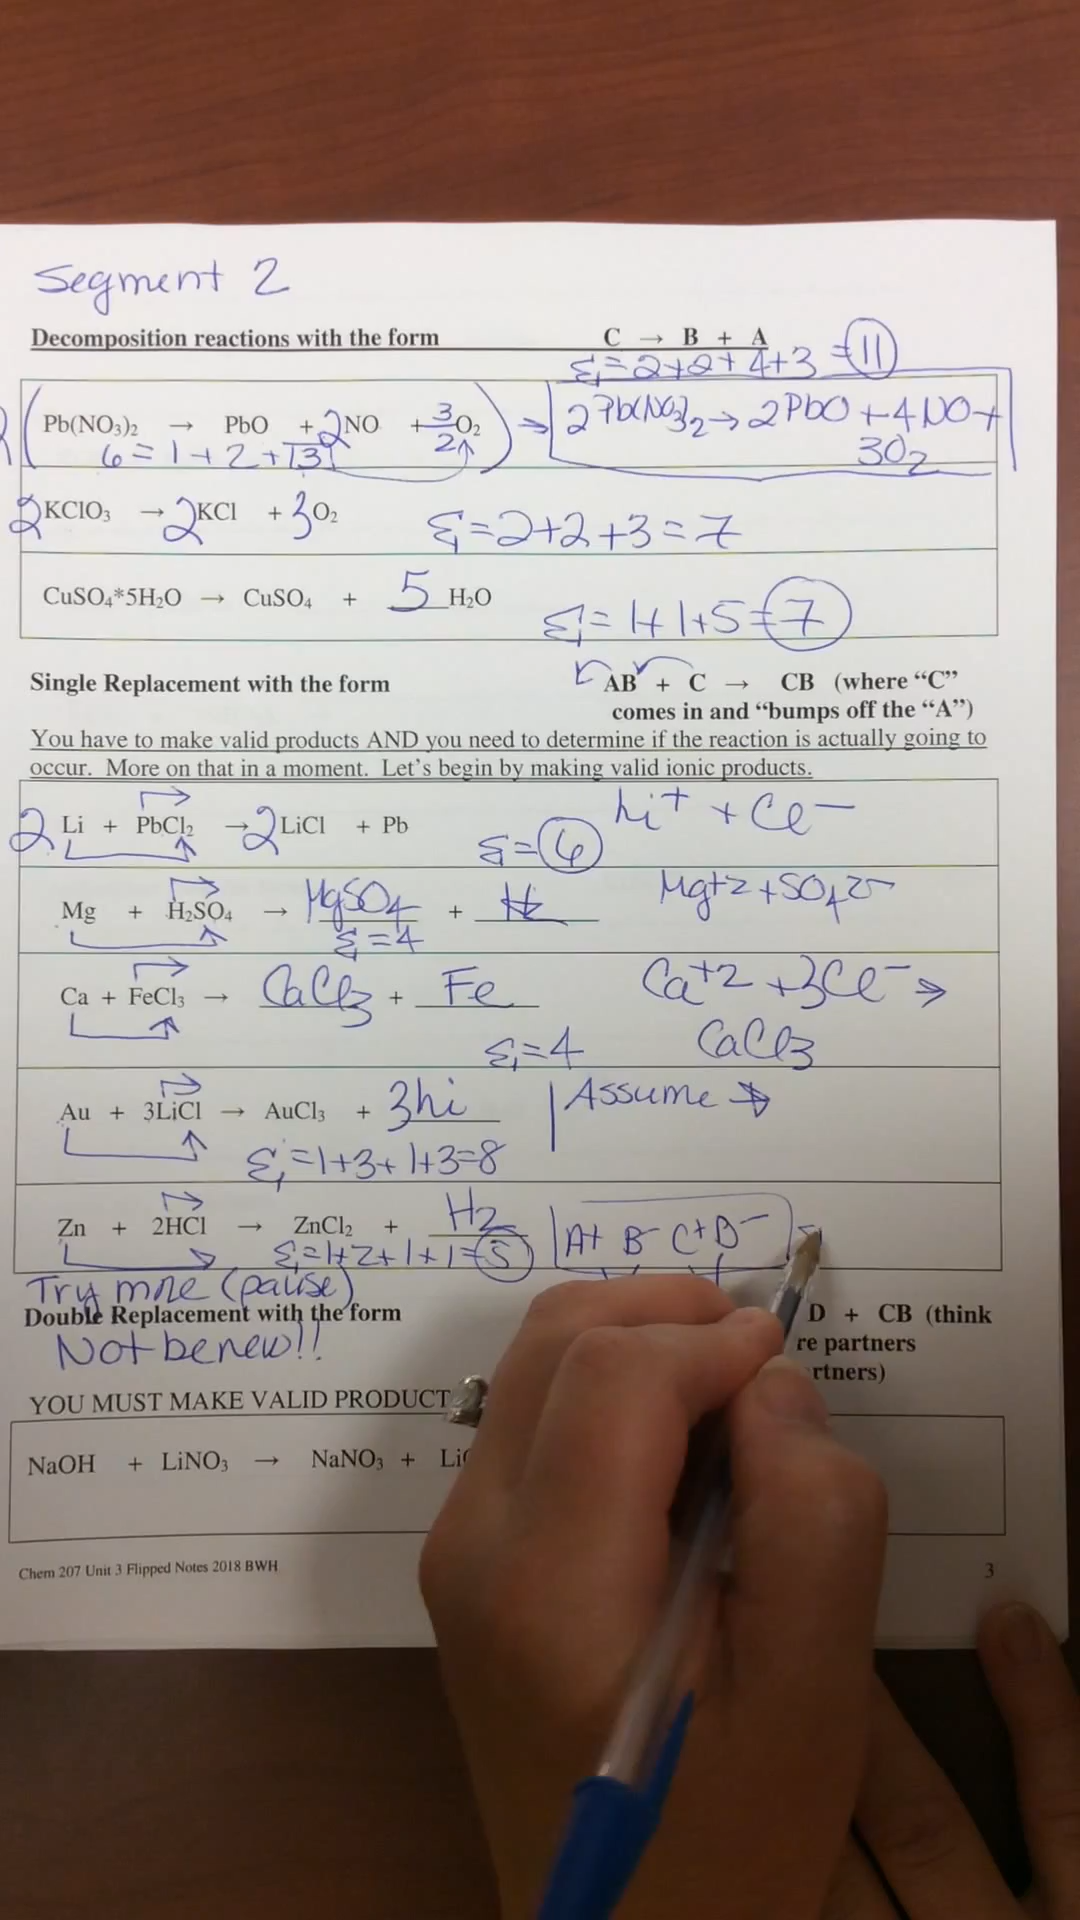 Segment 2
Decomposition reactions with the form C → B + A
Σ=2+2+4+3=11
2(Pb(NO₃)₂ → PbO + 2NO + 3/2O₂) ⇒ 2Pb(NO₃)₂→2PbO+4NO+
6=1+2+3 3O₂
2KClO₃ → 2KCl + 3O₂ Σ=2+2+3=7
CuSO₄*5H₂O → CuSO₄ + 5 H₂O Σ=1+1+5=7
Single Replacement with the form AB + C → CB (where “C”
comes in and “bumps off the “A”)
You have to make valid products AND you need to determine if the reaction is actually going to
occur. More on that in a moment. Let’s begin by making valid ionic products.
2 Li + PbCl₂ → 2LiCl + Pb Σ=6 Li⁺ + Cl⁻
Mg + H₂SO₄ → MgSO₄ + H₂ Mg+2+SO₄2-
Σ=4
Ca + FeCl₃ → CaCl₃ + Fe Ca+2 +3Cl⁻ →
Σ=4 CaCl₃
Au + 3LiCl → AuCl₃ + 3Li Assume →
Σ=1+3+1+3=8
Zn + 2HCl → ZnCl₂ + H₂ A+ B⁻ C+D⁻
Σ=1+2+1+1=5
Try more (pause)
Double Replacement with the form D + CB (think
Not be new!! re partners
rtners)
YOU MUST MAKE VALID PRODUCT
NaOH + LiNO₃ → NaNO₃ +
Chem 207 Unit 3 Flipped Notes 2018 BWH 3